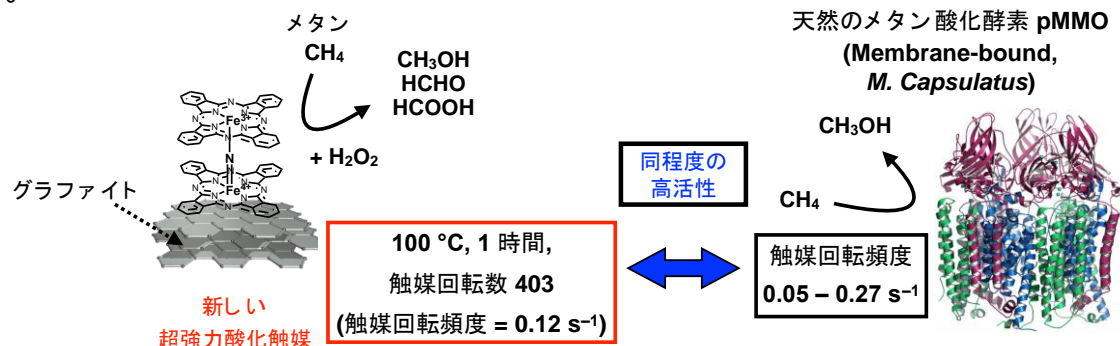 。
メタン
CH₄
CH₃OH
HCHO
HCOOH
+ H₂O₂
N
N
N
N
N
N
N
N
Fe³⁺
N
N
N
N
N
N
N
N
N
Fe⁴⁺
グラファイト
新しい
超強力酸化触媒
100 °C, 1 時間,
触媒回転数 403
(触媒回転頻度 = 0.12 s⁻¹)
同程度の
高活性
天然のメタン酸化酵素 pMMO
(Membrane-bound,
M. Capsulatus)
CH₃OH
CH₄
触媒回転頻度
0.05 – 0.27 s⁻¹